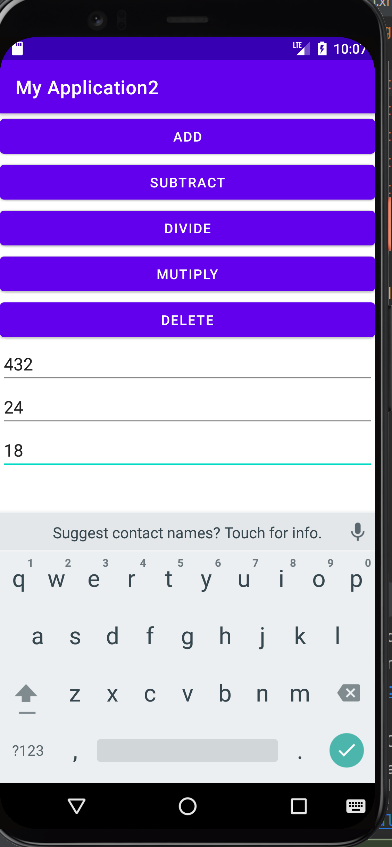 LTE 10:07
My Application2
ADD
SUBTRACT
DIVIDE
MUTIPLY
DELETE
432
24
18
Suggest contact names? Touch for info.
1 2 3 4 5 6 7 8 9 0
q w e r t y u i o p
a s d f g h j k l
z x c v b n m
?123 , .